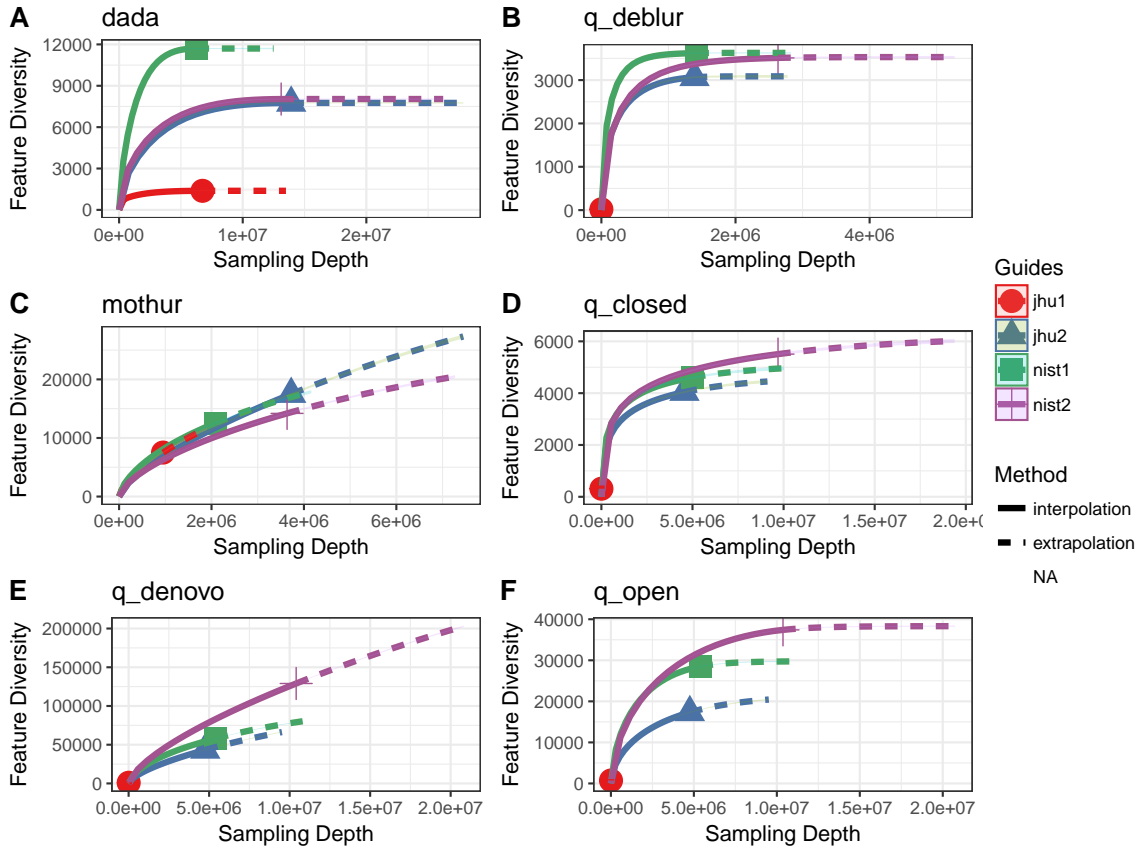 A
dada
Feature Diversity
12000
9000
6000
3000
0
0e+00
1e+07
2e+07
Sampling Depth
B
q_deblur
Feature Diversity
3000
2000
1000
0
0e+00
2e+06
4e+06
Sampling Depth
C
mothur
Feature Diversity
20000
10000
0
0e+00
2e+06
4e+06
6e+06
Sampling Depth
D
q_closed
Feature Diversity
6000
4000
2000
0
0.0e+00
5.0e+06
1.0e+07
1.5e+07
2.0e+
Sampling Depth
E
q_denovo
Feature Diversity
200000
150000
100000
50000
0
0.0e+00
5.0e+06
1.0e+07
1.5e+07
2.0e+07
Sampling Depth
F
q_open
Feature Diversity
40000
30000
20000
10000
0
0.0e+00
5.0e+06
1.0e+07
1.5e+07
2.0e+07
Sampling Depth
Guides
jhu1
jhu2
nist1
nist2
Method
interpolation
extrapolation
NA